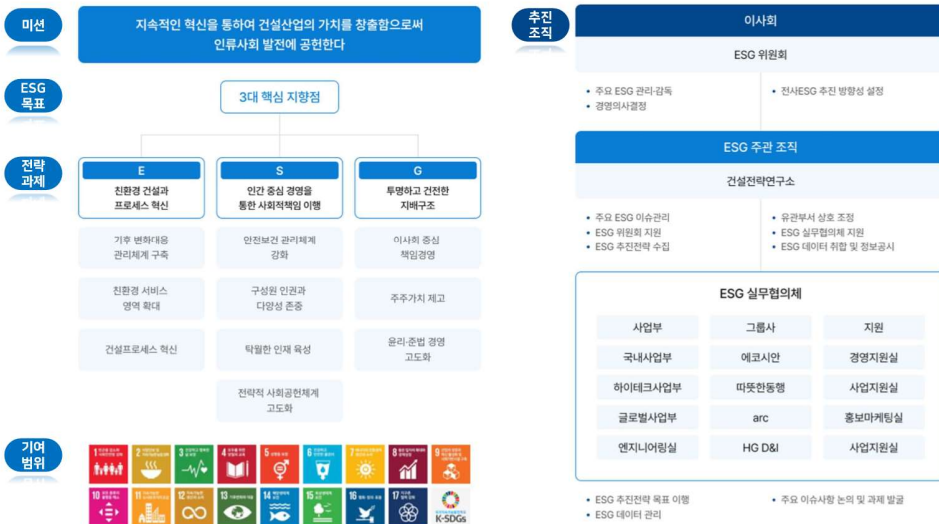 미션
지속적인 혁신을 통하여 건설산업의 가치를 창출함으로써
인류사회 발전에 공헌한다
ESG
목표
3대 핵심 지향점
전략
과제
E
친환경 건설과
프로세스 혁신
S
인간 중심 경영을
통한 사회적책임 이행
G
투명하고 건전한
지배구조
기후 변화대응
관리체계 구축
안전보건 관리체계
강화
이사회 중심
책임경영
친환경 서비스
영역 확대
구성원 인권과
다양성 존중
주주가치 제고
건설프로세스 혁신
탁월한 인재 육성
윤리·준법 경영
고도화
전략적 사회공헌체계
고도화
기여
범위
1
2
3
4
5
6
7
8
9
10
11
12
13
14
15
16
17
K-SDGs
추진
조직
이사회
ESG 위원회
• 주요 ESG 관리·감독
• 경영의사결정
• 전사ESG 추진 방향성 설정
ESG 주관 조직
건설전략연구소
• 주요 ESG 이슈관리
• ESG 위원회 지원
• ESG 추진전략 수집
• 유관부서 상호 조정
• ESG 실무협의체 지원
• ESG 데이터 취합 및 정보공시
ESG 실무협의체
사업부
그룹사
지원
국내사업부
에코시안
경영지원실
하이테크사업부
따뜻한동행
사업지원실
글로벌사업부
arc
홍보마케팅실
엔지니어링실
HG D&I
사업지원실
• ESG 추진전략 목표 이행
• ESG 데이터 관리
• 주요 이슈사항 논의 및 과제 발굴